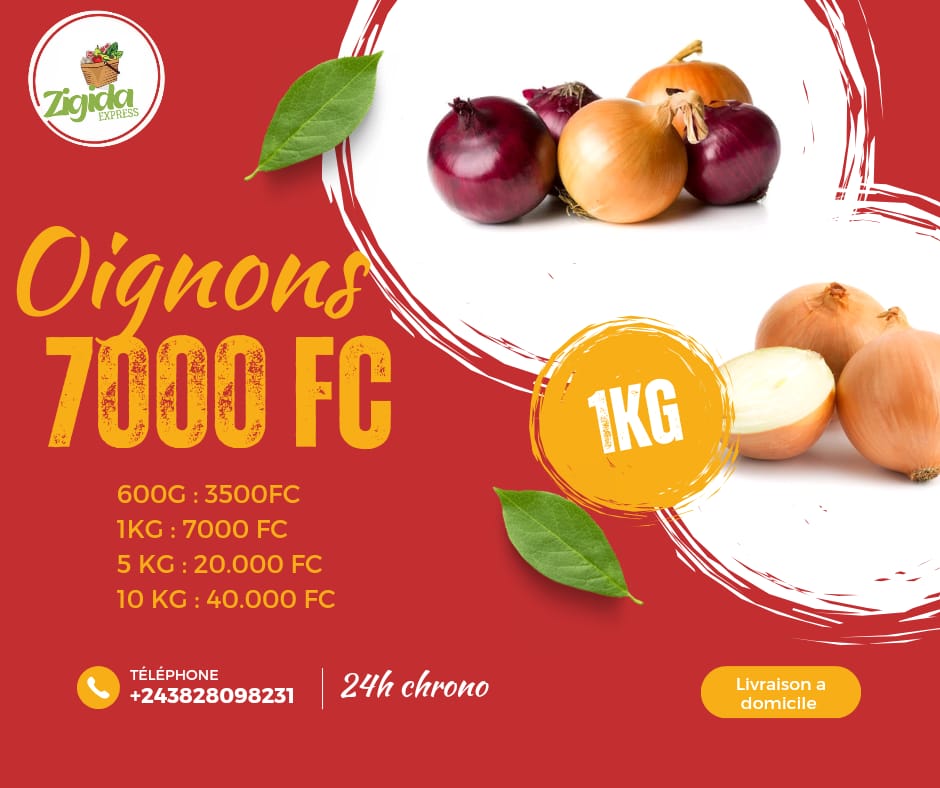 Zigida
EXPRESS
Oignons
7000 FC
1KG
600G : 3500FC
1KG : 7000 FC
5 KG : 20.000 FC
10 KG : 40.000 FC
TÉLÉPHONE
+243828098231
24h chrono
Livraison a
domicile